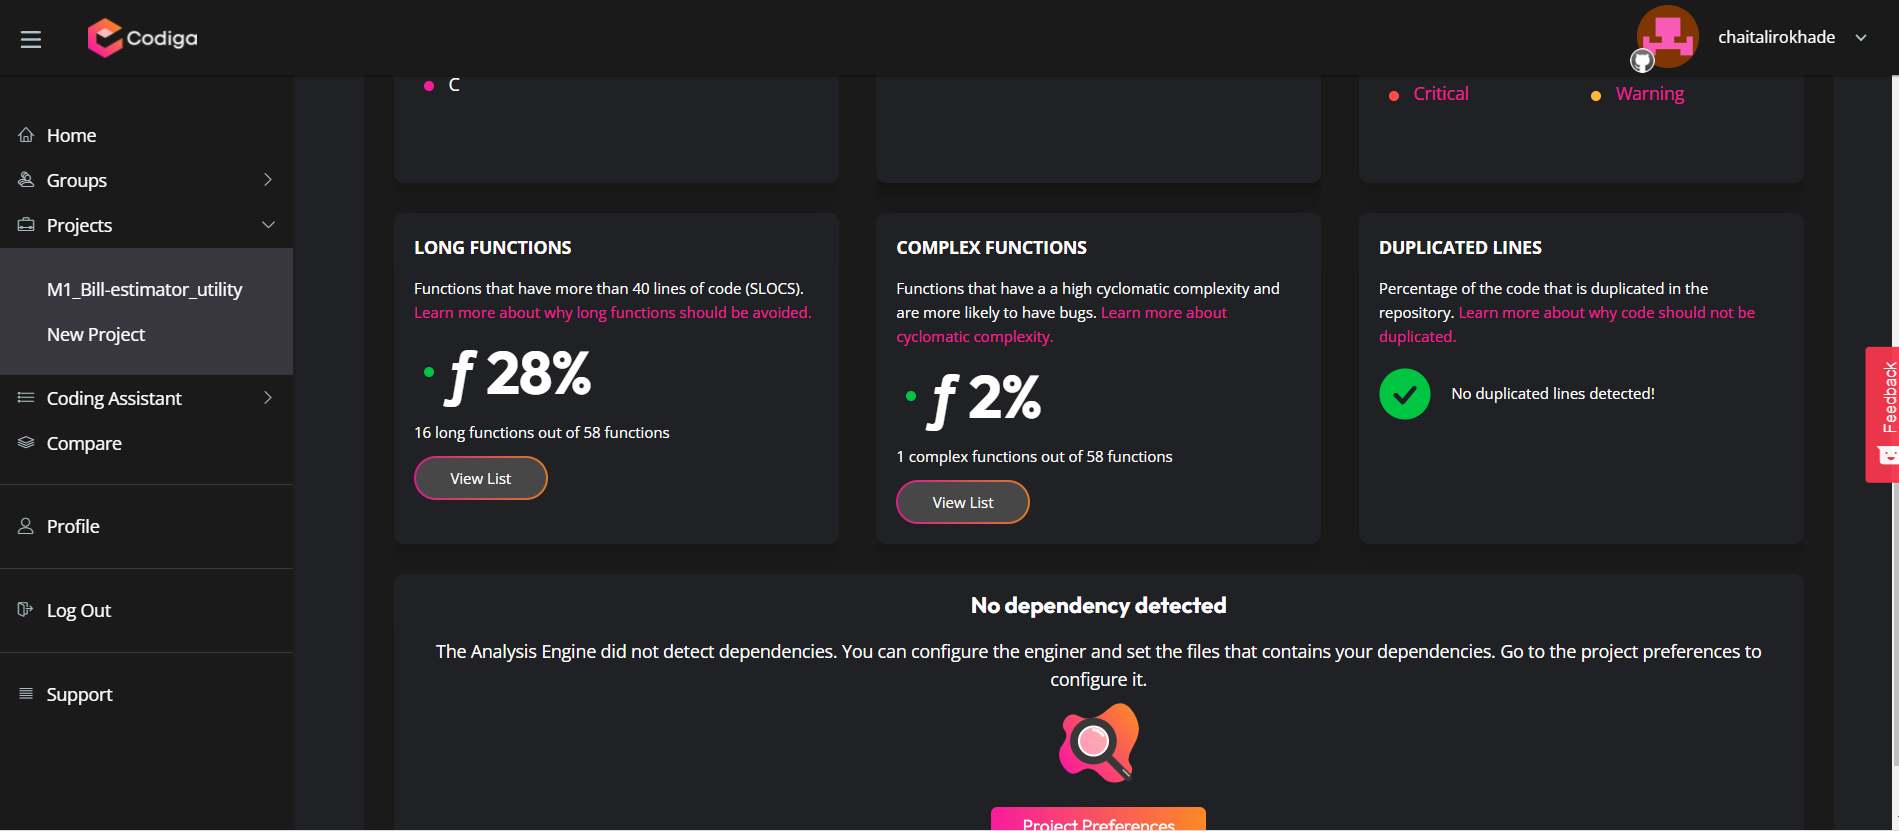 Codiga
chaitalirokhade
Home
Groups
Projects
M1_Bill-estimator_utility
New Project
Coding Assistant
Compare
Profile
Log Out
Support
C
Critical
Warning
LONG FUNCTIONS
Functions that have more than 40 lines of code (SLOCS).
Learn more about why long functions should be avoided.
ƒ 28%
16 long functions out of 58 functions
View List
COMPLEX FUNCTIONS
Functions that have a a high cyclomatic complexity and
are more likely to have bugs. Learn more about
cyclomatic complexity.
ƒ 2%
1 complex functions out of 58 functions
View List
DUPLICATED LINES
Percentage of the code that is duplicated in the
repository. Learn more about why code should not be
duplicated.
No duplicated lines detected!
Feedback
No dependency detected
The Analysis Engine did not detect dependencies. You can configure the enginer and set the files that contains your dependencies. Go to the project preferences to
configure it.
Project Preferences